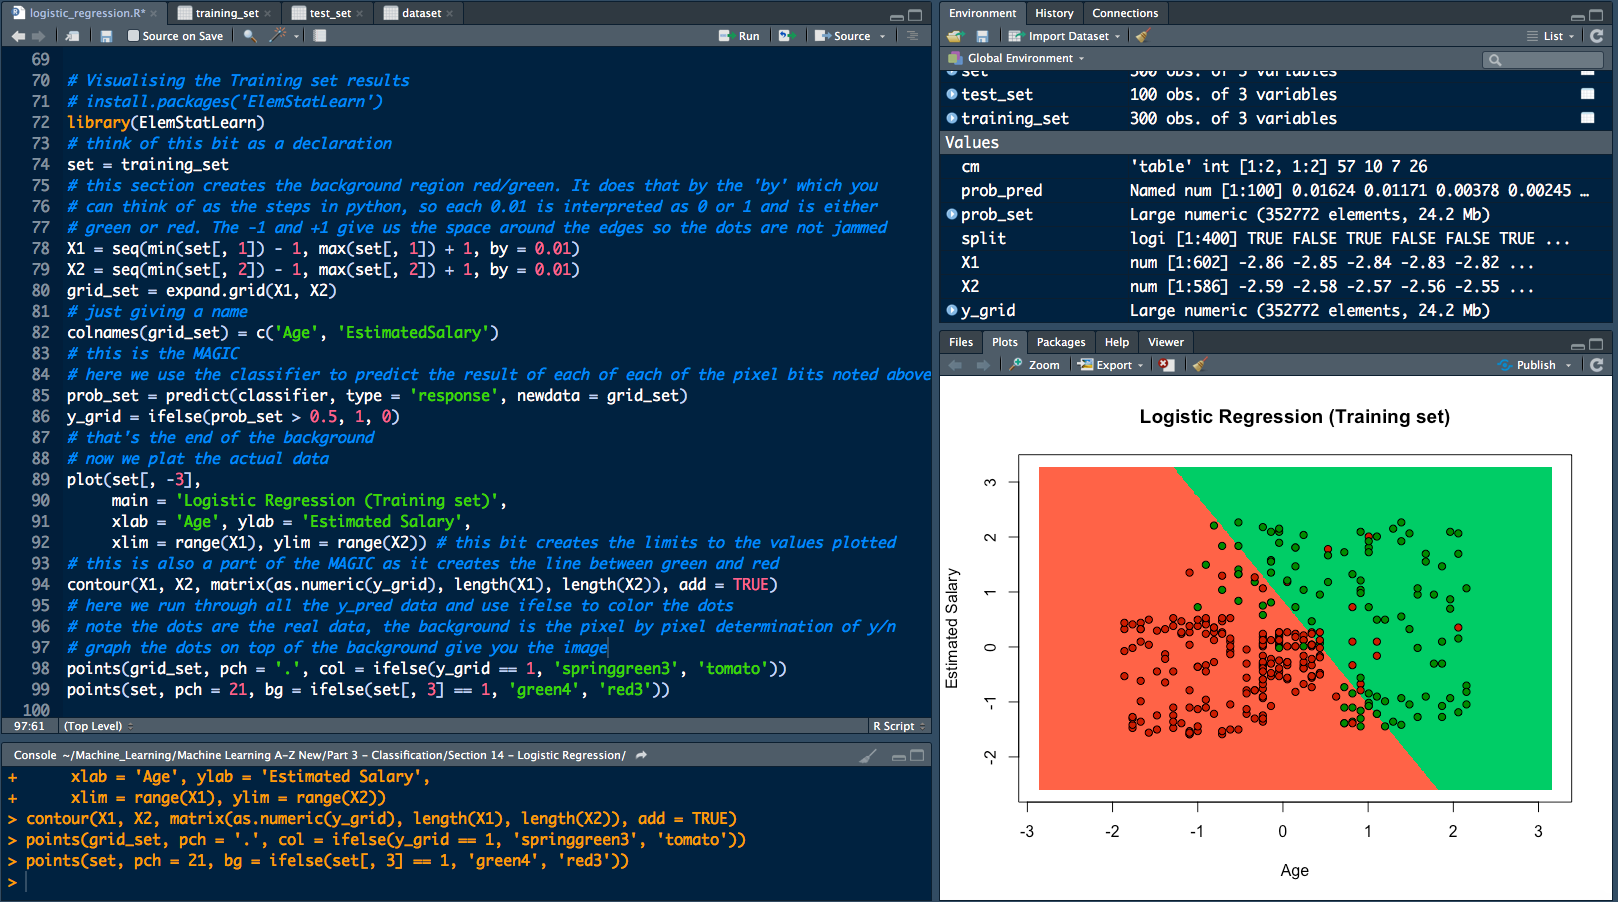 logistic_regression.R* training_set test_set dataset
Source on Save Run Source
69
70 # Visualising the Training set results
71 # install.packages('ElemStatLearn')
72 library(ElemStatLearn)
73 # think of this bit as a declaration
74 set = training_set
75 # this section creates the background region red/green. It does that by the 'by' which you
76 # can think of as the steps in python, so each 0.01 is interpreted as 0 or 1 and is either
77 # green or red. The -1 and +1 give us the space around the edges so the dots are not jammed
78 X1 = seq(min(set[, 1]) - 1, max(set[, 1]) + 1, by = 0.01)
79 X2 = seq(min(set[, 2]) - 1, max(set[, 2]) + 1, by = 0.01)
80 grid_set = expand.grid(X1, X2)
81 # just giving a name
82 colnames(grid_set) = c('Age', 'EstimatedSalary')
83 # this is the MAGIC
84 # here we use the classifier to predict the result of each of each of the pixel bits noted above
85 prob_set = predict(classifier, type = 'response', newdata = grid_set)
86 y_grid = ifelse(prob_set > 0.5, 1, 0)
87 # that's the end of the background
88 # now we plat the actual data
89 plot(set[, -3],
90 main = 'Logistic Regression (Training set)',
91 xlab = 'Age', ylab = 'Estimated Salary',
92 xlim = range(X1), ylim = range(X2)) # this bit creates the limits to the values plotted
93 # this is also a part of the MAGIC as it creates the line between green and red
94 contour(X1, X2, matrix(as.numeric(y_grid), length(X1), length(X2)), add = TRUE)
95 # here we run through all the y_pred data and use ifelse to color the dots
96 # note the dots are the real data, the background is the pixel by pixel determination of y/n
97 # graph the dots on top of the background give you the image
98 points(grid_set, pch = '.', col = ifelse(y_grid == 1, 'springgreen3', 'tomato'))
99 points(set, pch = 21, bg = ifelse(set[, 3] == 1, 'green4', 'red3'))
100
97:61 (Top Level) R Script
Console ~/Machine_Learning/Machine Learning A-Z New/Part 3 - Classification/Section 14 - Logistic Regression/
+ xlab = 'Age', ylab = 'Estimated Salary',
+ xlim = range(X1), ylim = range(X2))
> contour(X1, X2, matrix(as.numeric(y_grid), length(X1), length(X2)), add = TRUE)
> points(grid_set, pch = '.', col = ifelse(y_grid == 1, 'springgreen3', 'tomato'))
> points(set, pch = 21, bg = ifelse(set[, 3] == 1, 'green4', 'red3'))
>
Environment History Connections
Import Dataset List
Global Environment
set 300 obs. of 3 variables
test_set 100 obs. of 3 variables
training_set 300 obs. of 3 variables
Values
cm 'table' int [1:2, 1:2] 57 10 7 26
prob_pred Named num [1:100] 0.01624 0.01171 0.00378 0.00245 …
prob_set Large numeric (352772 elements, 24.2 Mb)
split logi [1:400] TRUE FALSE TRUE FALSE FALSE TRUE ...
X1 num [1:602] -2.86 -2.85 -2.84 -2.83 -2.82 ...
X2 num [1:586] -2.59 -2.58 -2.57 -2.56 -2.55 ...
y_grid Large numeric (352772 elements, 24.2 Mb)
Files Plots Packages Help Viewer
Zoom Export Publish
Logistic Regression (Training set)
Estimated Salary
3
2
1
0
-1
-2
-3 -2 -1 0 1 2 3
Age